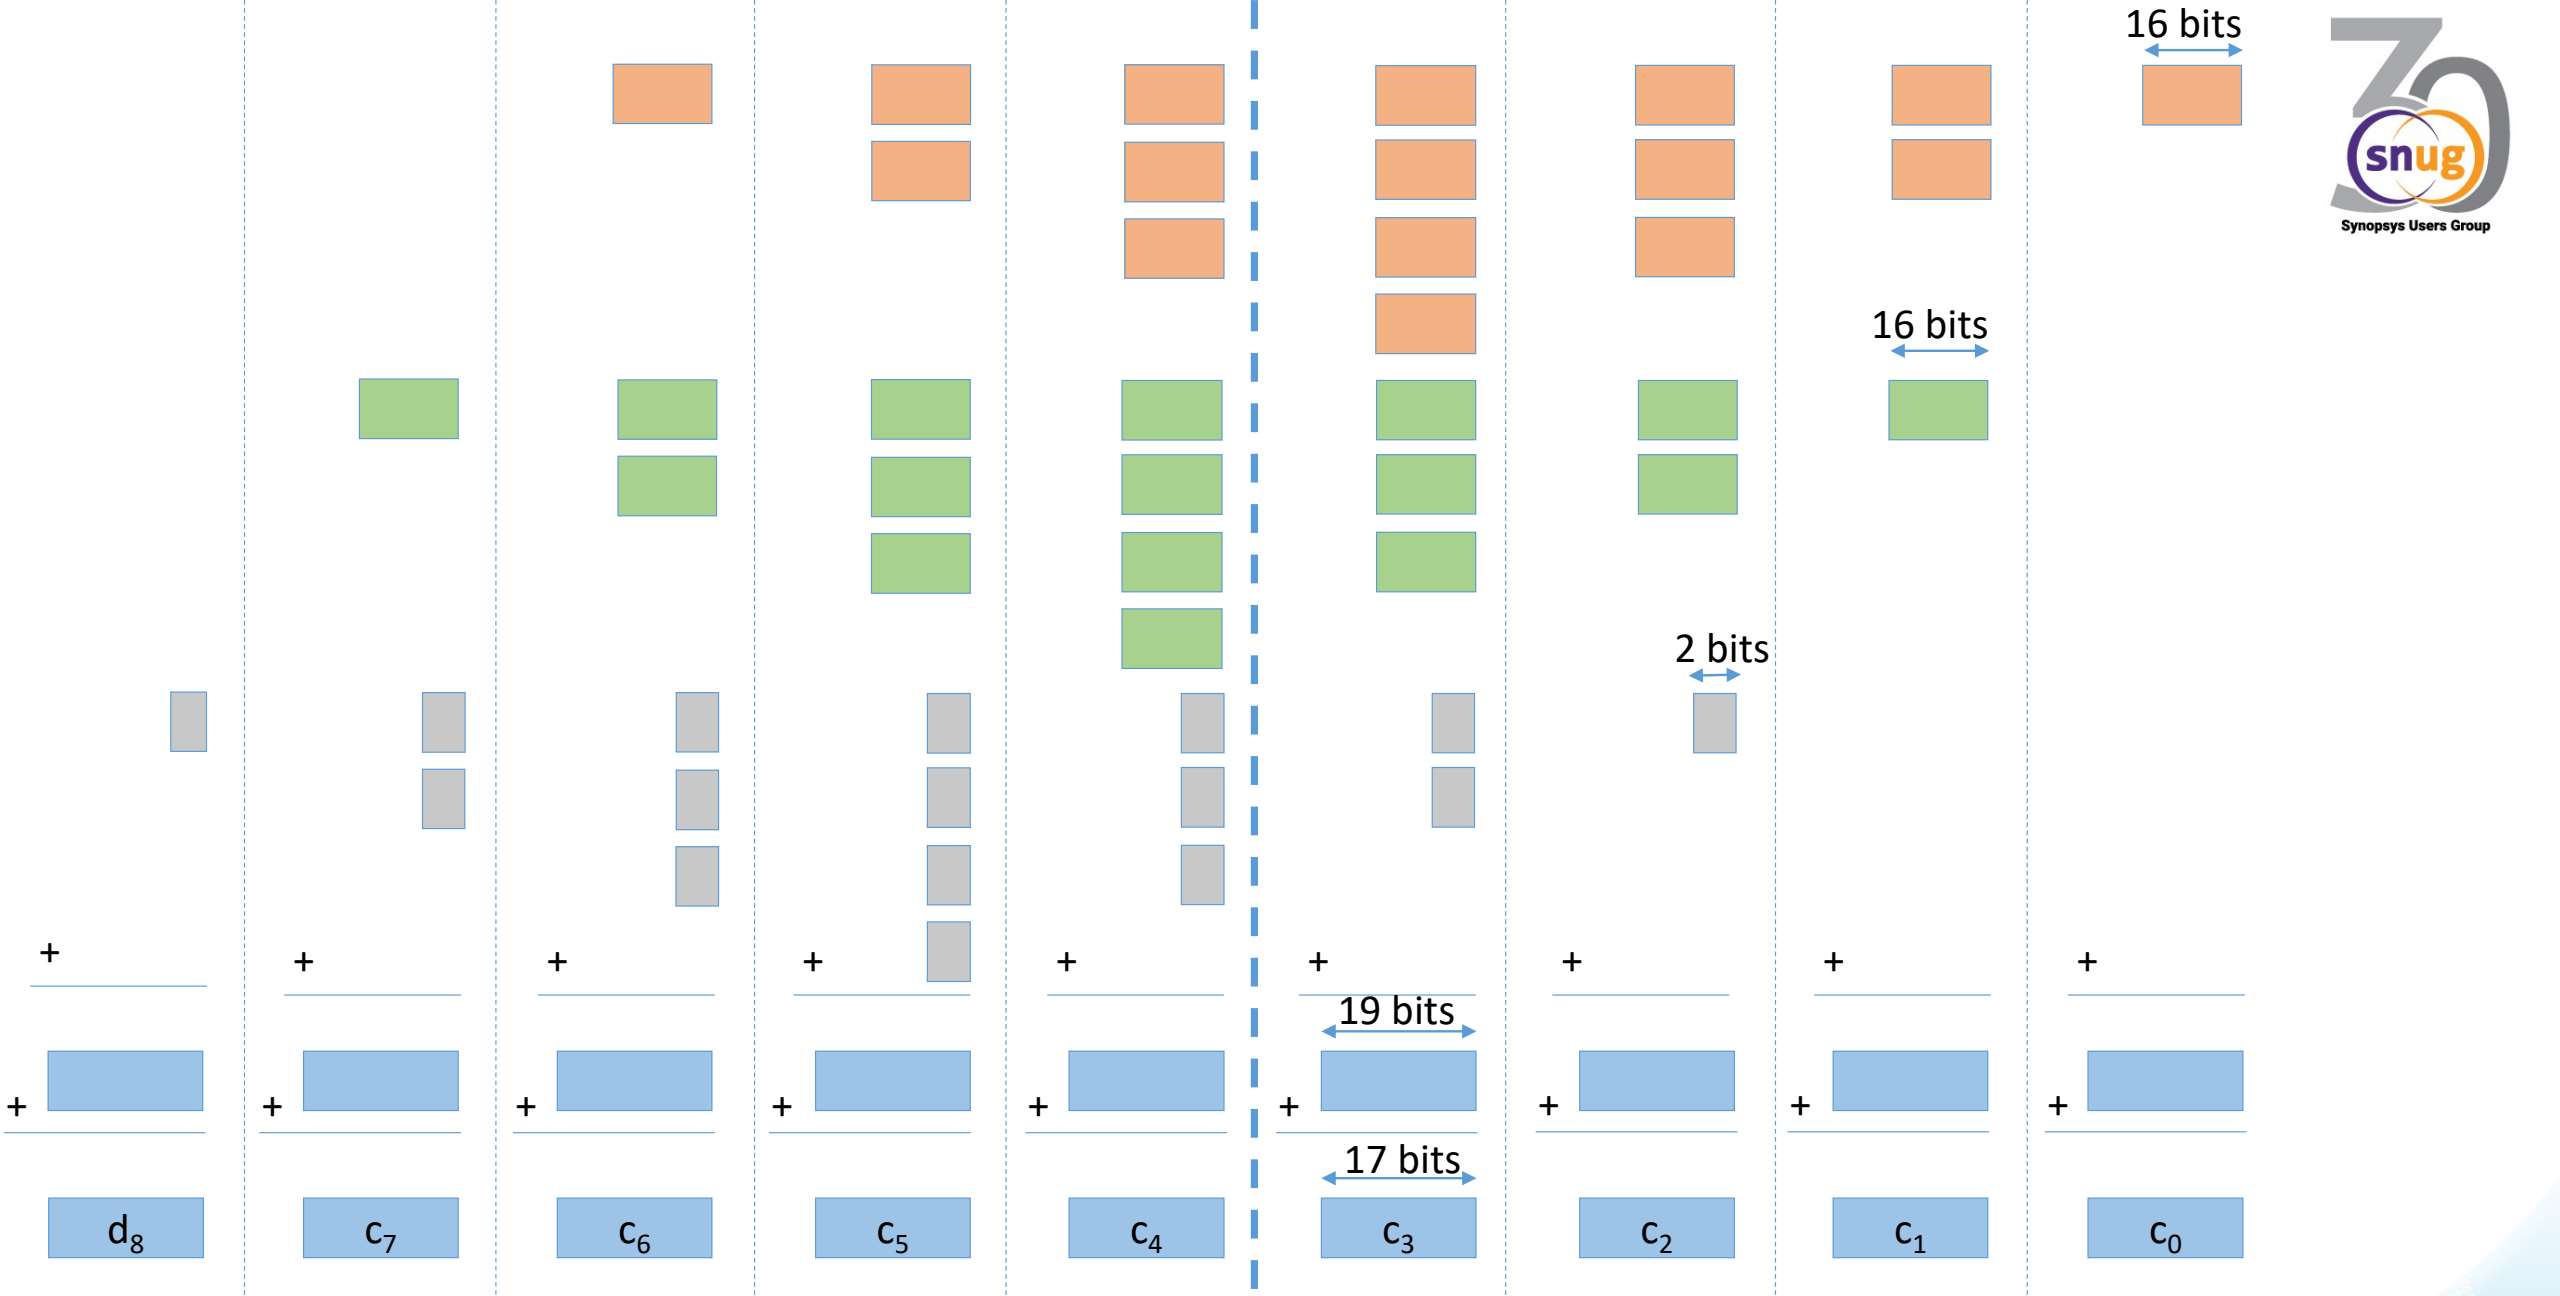 16 bits
30
snug
Synopsys Users Group
16 bits
2 bits
+ + + + + + + + +
19 bits
+ + + + + + + + +
17 bits
d₈ c₇ c₆ c₅ c₄ c₃ c₂ c₁ c₀